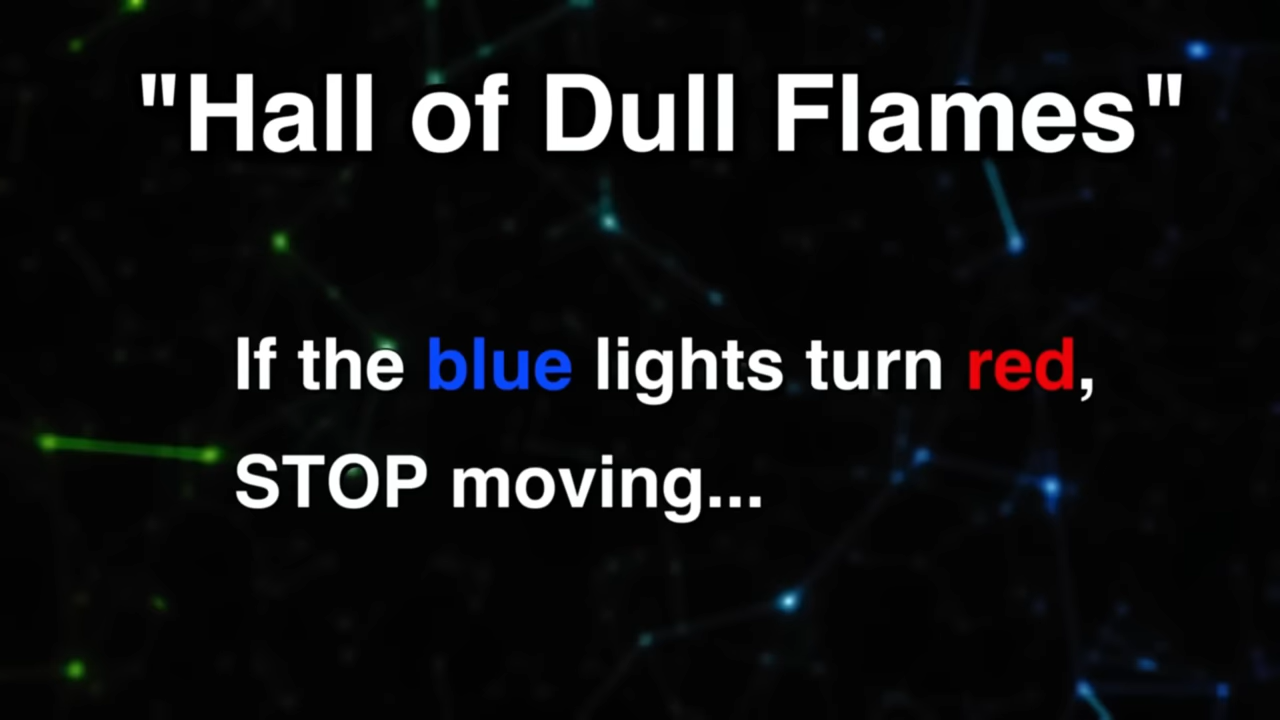 "Hall of Dull Flames"
If the blue lights turn red,
STOP moving...